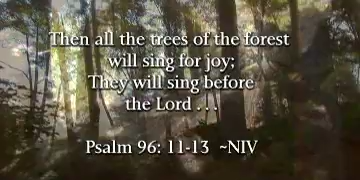 Then all the trees of the forest
will sing for joy;
They will sing before
the Lord . . .
Psalm 96: 11-13 ~NIV